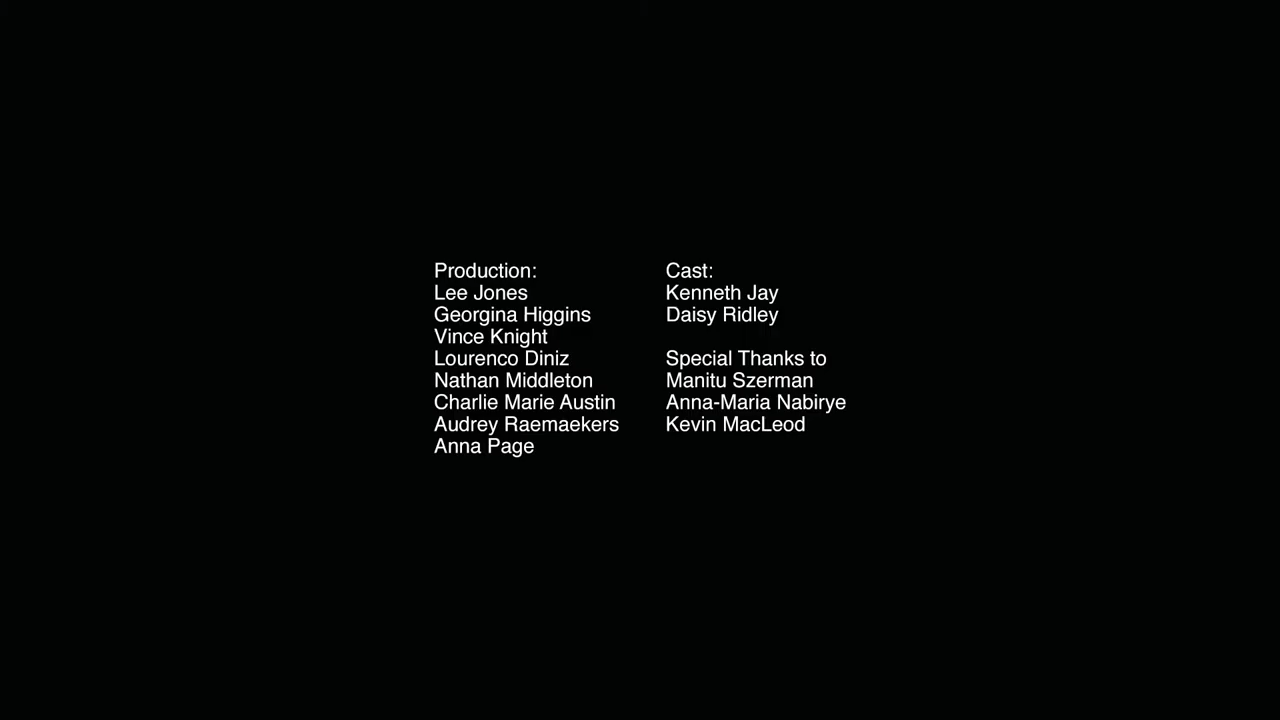 Production:
Lee Jones
Georgina Higgins
Vince Knight
Lourenco Diniz
Nathan Middleton
Charlie Marie Austin
Audrey Raemaekers
Anna Page
Cast:
Kenneth Jay
Daisy Ridley
Special Thanks to
Manitu Szerman
Anna-Maria Nabirye
Kevin MacLeod